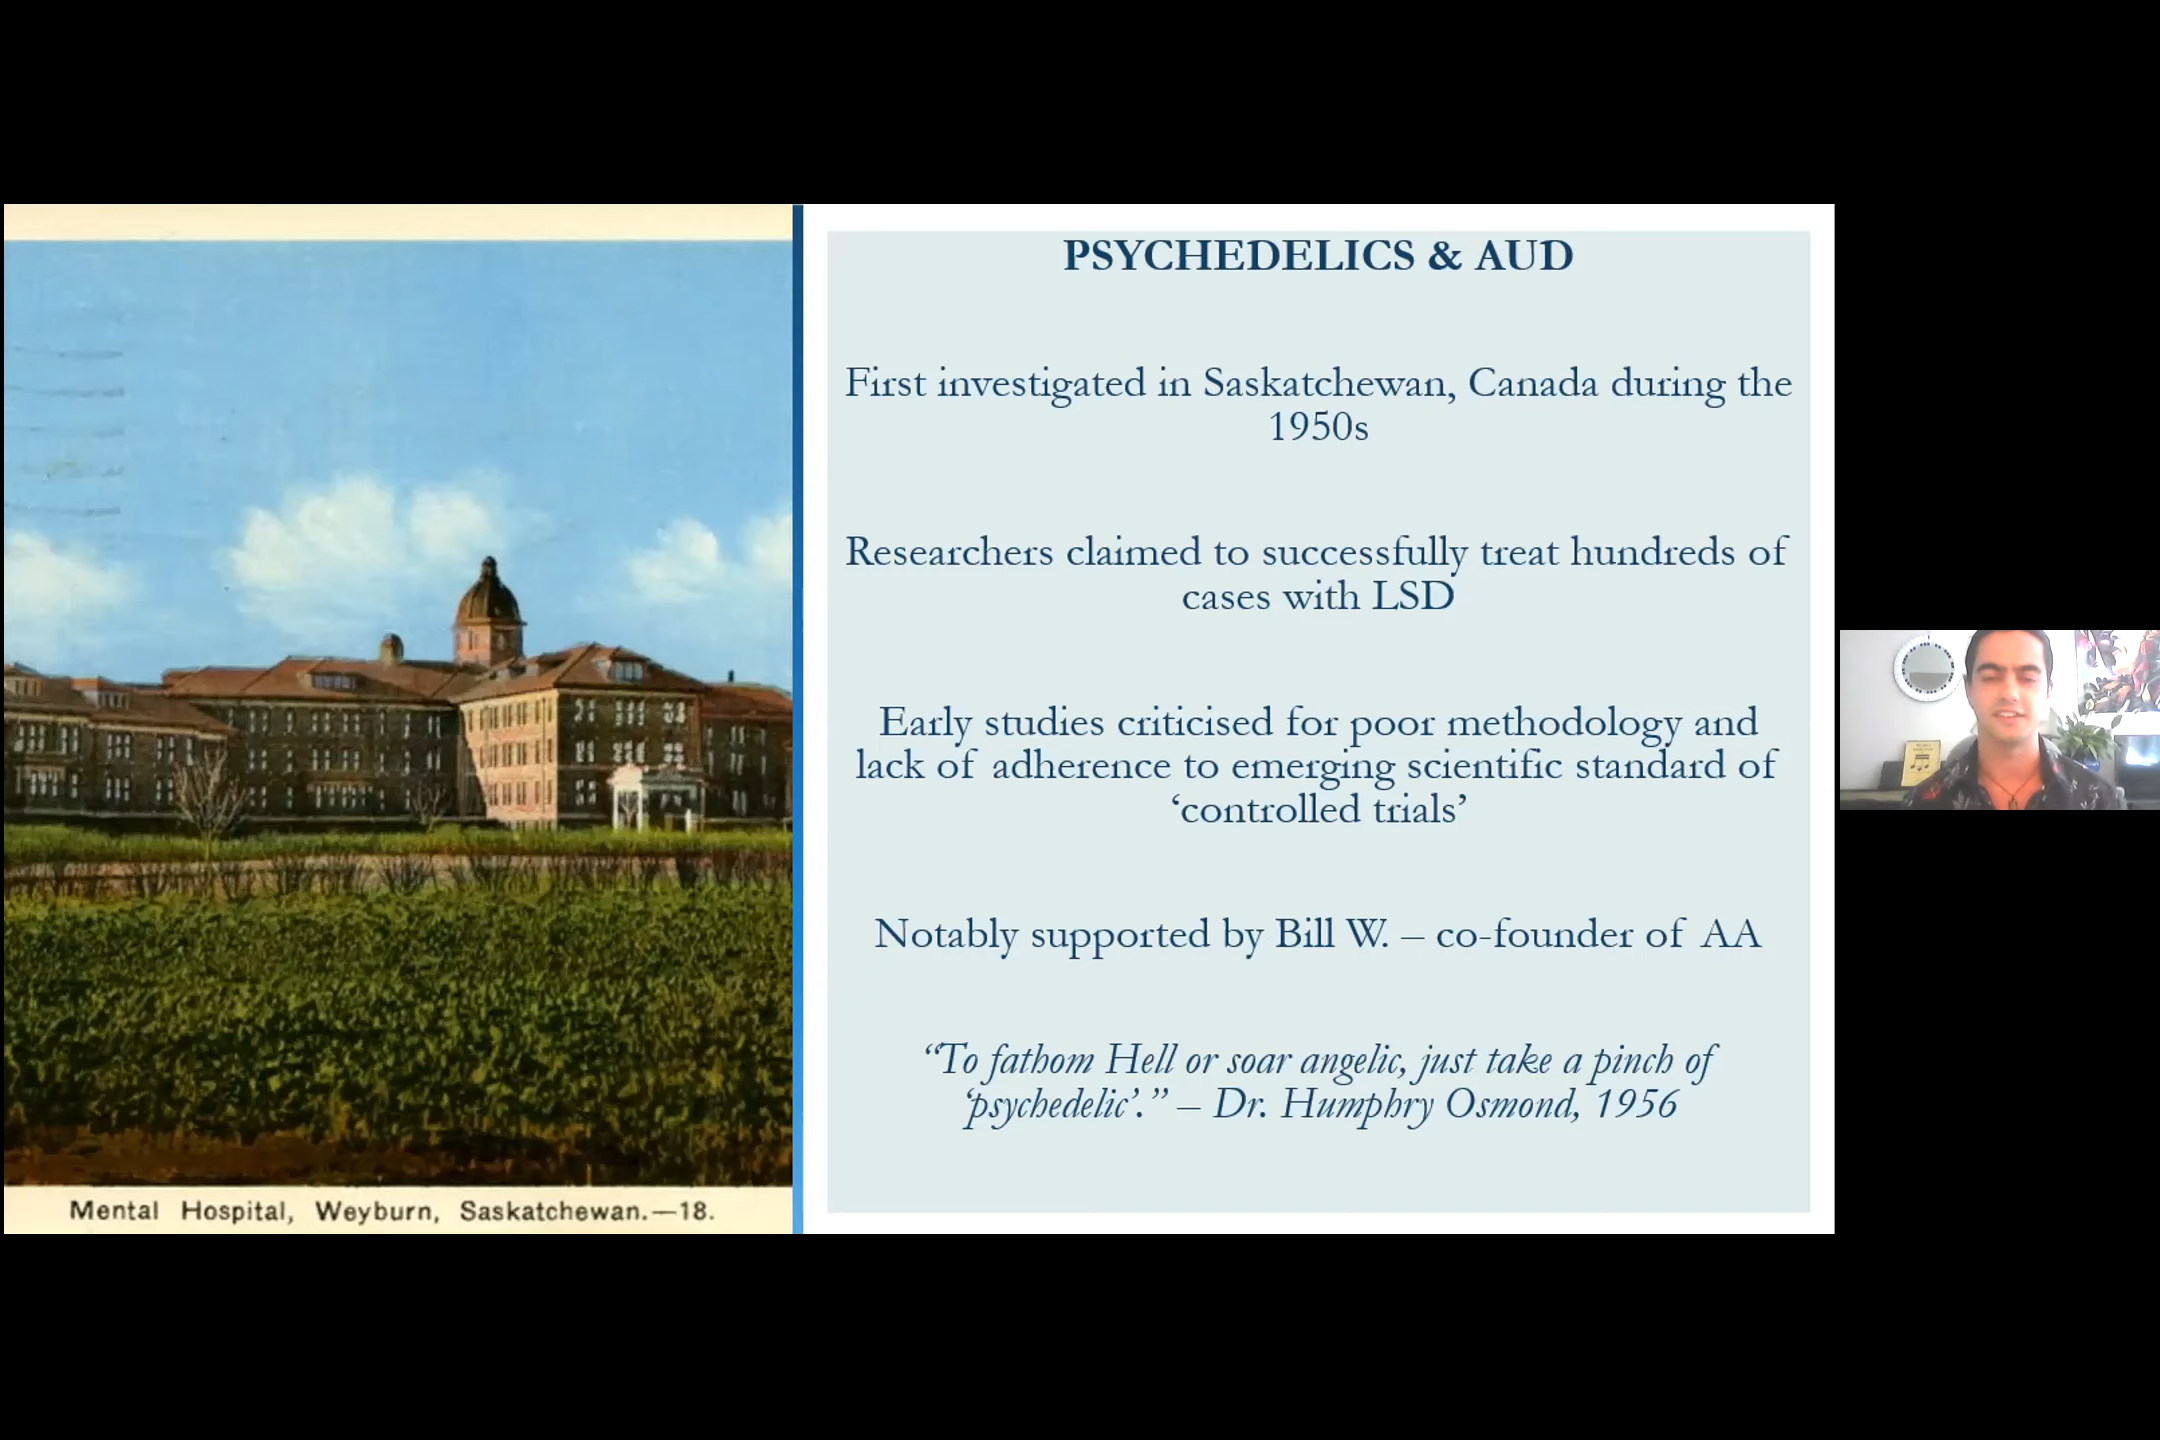 PSYCHEDELICS & AUD
First investigated in Saskatchewan, Canada during the
1950s
Researchers claimed to successfully treat hundreds of
cases with LSD
Early studies criticised for poor methodology and
lack of adherence to emerging scientific standard of
‘controlled trials’
Notably supported by Bill W. – co-founder of AA
“To fathom Hell or soar angelic, just take a pinch of
‘psychedelic’.” – Dr. Humphry Osmond, 1956
Mental Hospital, Weyburn, Saskatchewan.—18.